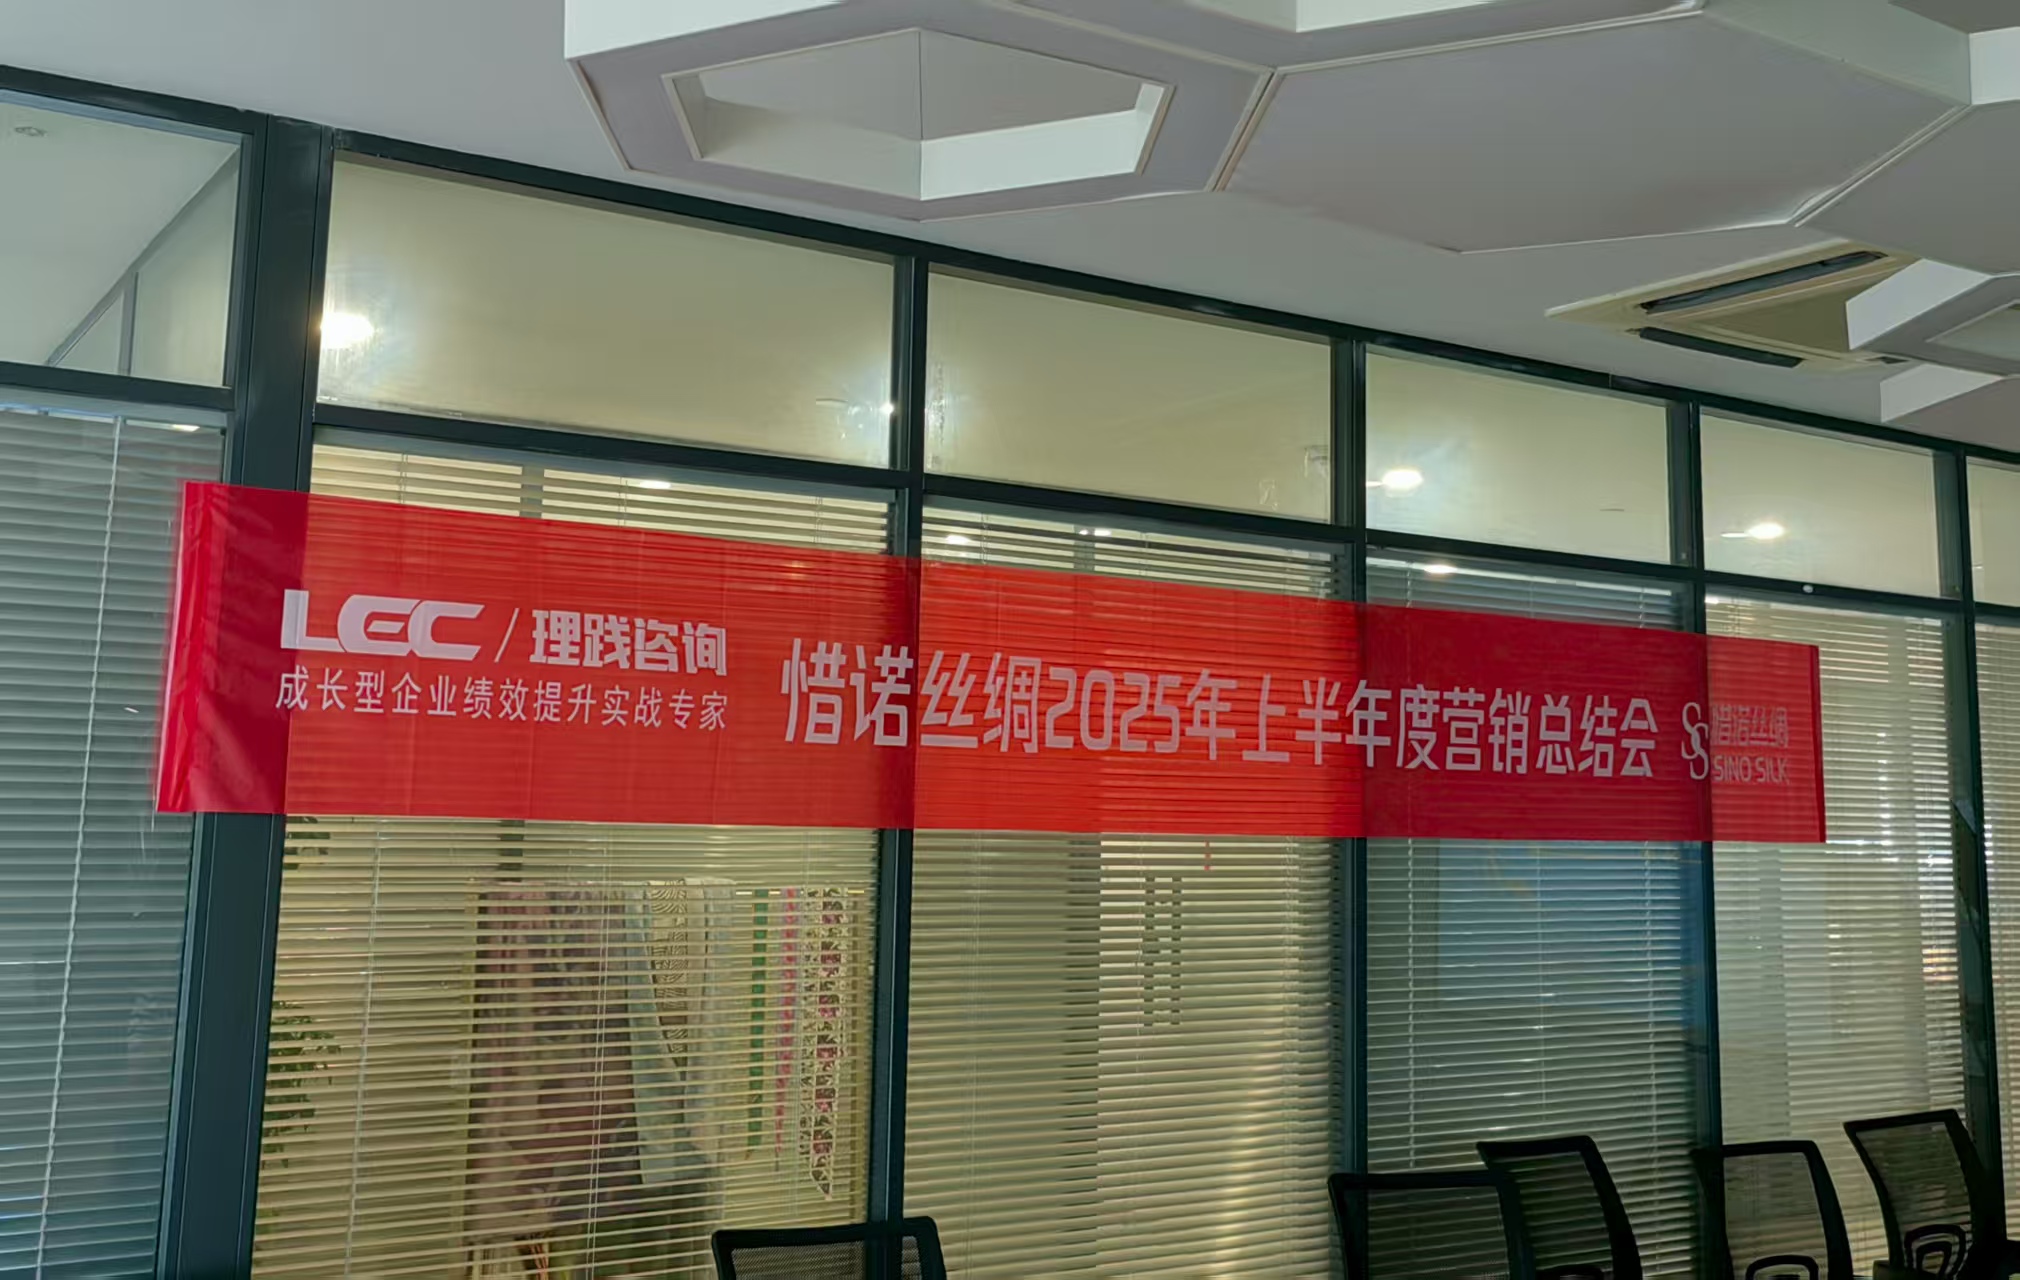 LEC/理践咨询
成长型企业绩效提升实战专家
惜诺丝绸2025年上半年度营销总结会
惜诺丝绸
SINO SILK